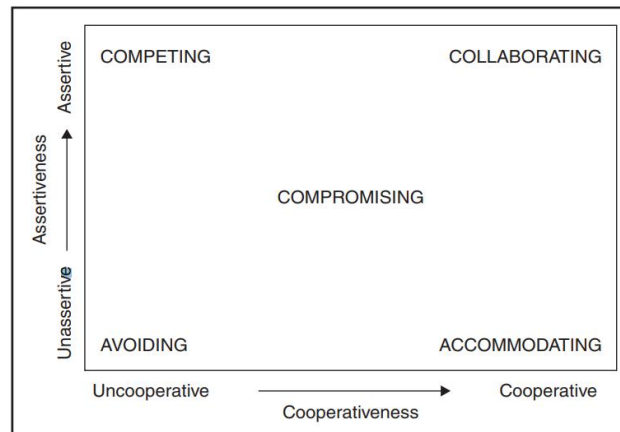 COMPETING COLLABORATING
Assertive
Assertiveness
COMPROMISING
Unassertive
AVOIDING ACCOMMODATING
Uncooperative Cooperative
Cooperativeness